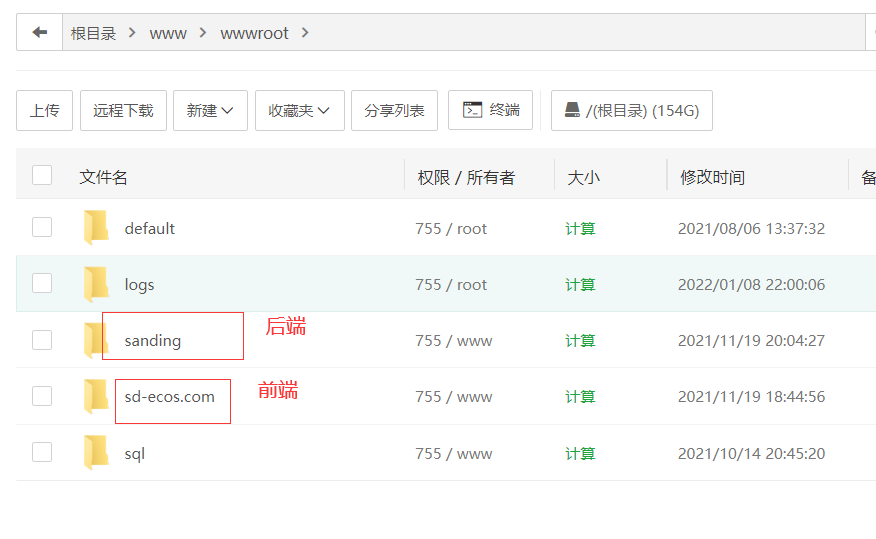 根目录 > www > wwwroot >
上传 远程下载 新建 收藏夹 分享列表 终端 /(根目录) (154G)
文件名 权限 / 所有者 大小 修改时间 备
default 755 / root 计算 2021/08/06 13:37:32
logs 755 / root 计算 2022/01/08 22:00:06
sanding 后端 755 / www 计算 2021/11/19 20:04:27
sd-ecos.com 前端 755 / www 计算 2021/11/19 18:44:56
sql 755 / www 计算 2021/10/14 20:45:20